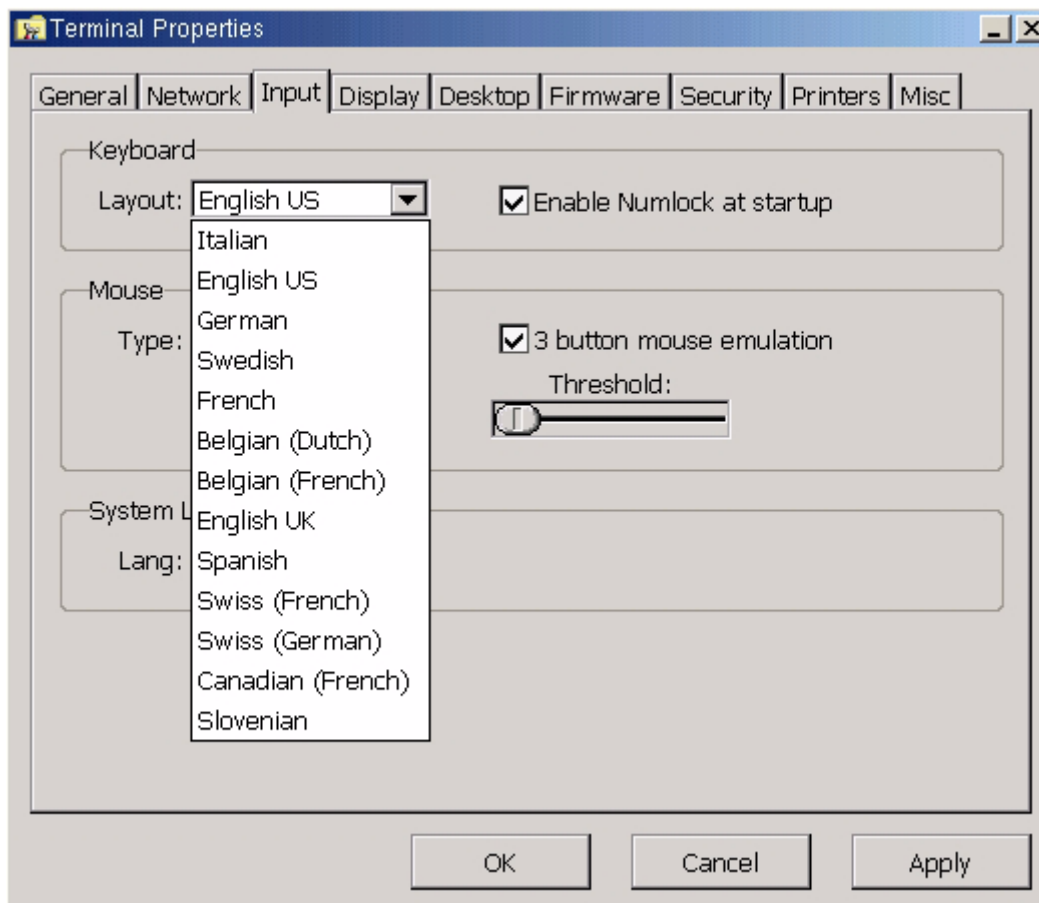 Terminal Properties
General Network Input Display Desktop Firmware Security Printers Misc
Keyboard
Layout: English US
Enable Numlock at startup
Italian
English US
German
Swedish
French
Belgian (Dutch)
Belgian (French)
English UK
Spanish
Swiss (French)
Swiss (German)
Canadian (French)
Slovenian
Mouse
Type:
3 button mouse emulation
Threshold:
System L
Lang:
OK Cancel Apply